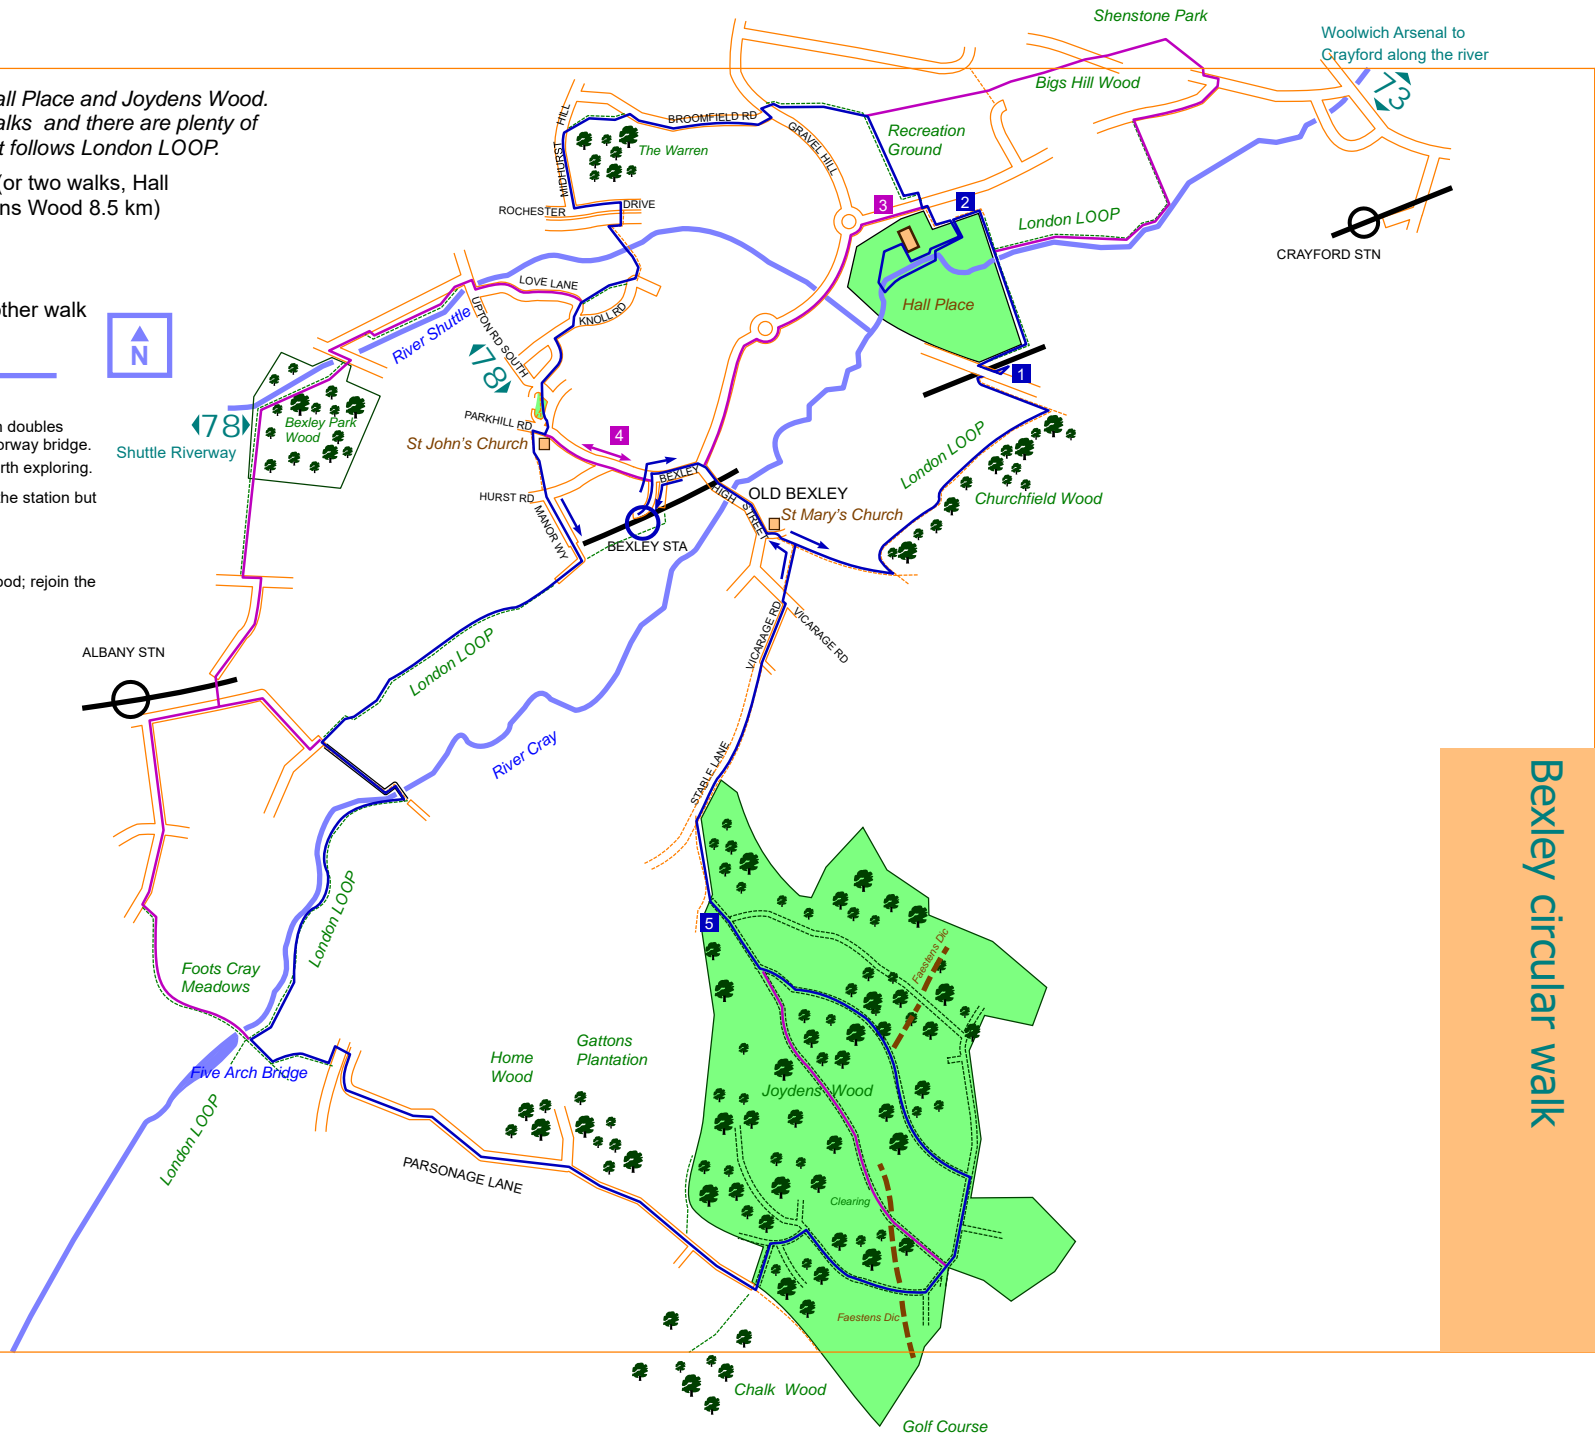 Shenstone Park
Woolwich Arsenal to
Crayford along the river
73
all Place and Joydens Wood.
alks and there are plenty of
t follows London LOOP.
(or two walks, Hall
ns Wood 8.5 km)
other walk
N
n doubles
orway bridge.
rth exploring.
the station but
ood; rejoin the
Bigs Hill Wood
HILL
MIDHURST
BROOMFIELD RD
GRAVEL HILL
Recreation
Ground
The Warren
ROCHESTER
DRIVE
3
2
London LOOP
CRAYFORD STN
LOVE LANE
KNOLL RD
UPTON RD SOUTH
River Shuttle
Hall Place
78
1
78
Shuttle Riverway
Bexley Park
Wood
PARKHILL RD
St John's Church
4
BEXLEY
HIGH
STREET
OLD BEXLEY
St Mary's Church
London LOOP
Churchfield Wood
HURST RD
MANOR WY
BEXLEY STA
VICARAGE RD
VICARAGE RD
ALBANY STN
London LOOP
River Cray
STABLE LANE
Bexley circular walk
London LOOP
5
Faestens Dic
Foots Cray
Meadows
Five Arch Bridge
London LOOP
Home
Wood
Gattons
Plantation
Joydens Wood
PARSONAGE LANE
Clearing
Faestens Dic
Chalk Wood
Golf Course